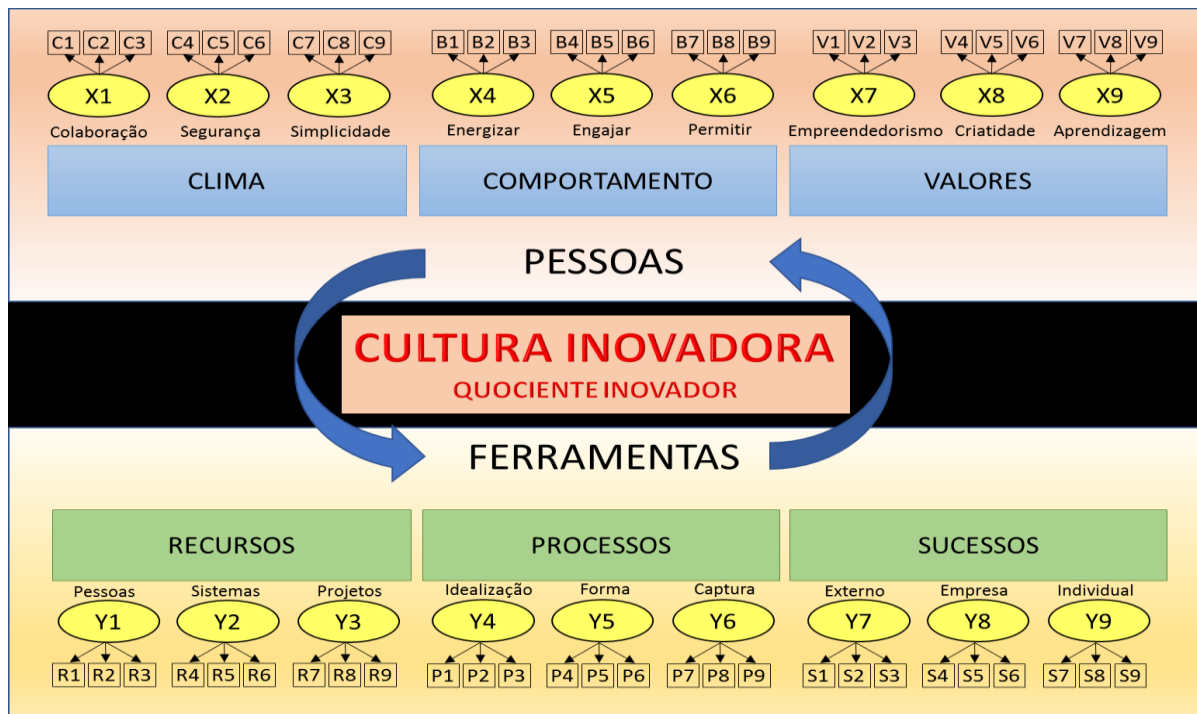 C1 C2 C3 C4 C5 C6 C7 C8 C9 B1 B2 B3 B4 B5 B6 B7 B8 B9 V1 V2 V3 V4 V5 V6 V7 V8 V9
X1 X2 X3 X4 X5 X6 X7 X8 X9
Colaboração Segurança Simplicidade Energizar Engajar Permitir Empreendedorismo Criatidade Aprendizagem
CLIMA COMPORTAMENTO VALORES
PESSOAS
CULTURA INOVADORA
QUOCIENTE INOVADOR
FERRAMENTAS
RECURSOS PROCESSOS SUCESSOS
Pessoas Sistemas Projetos Idealização Forma Captura Externo Empresa Individual
Y1 Y2 Y3 Y4 Y5 Y6 Y7 Y8 Y9
R1 R2 R3 R4 R5 R6 R7 R8 R9 P1 P2 P3 P4 P5 P6 P7 P8 P9 S1 S2 S3 S4 S5 S6 S7 S8 S9